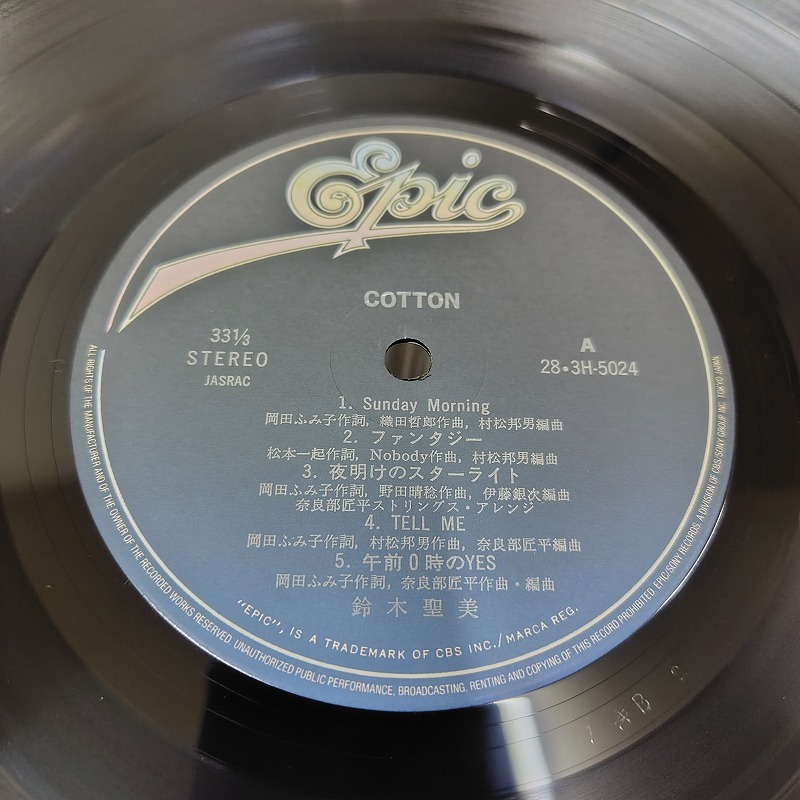 Epic
COTTON
33⅓
STEREO
JASRAC
A
28・3H-5024
1. Sunday Morning
岡田ふみ子作詞, 織田哲郎作曲, 村松邦男編曲
2. ファンタジー
松本一起作詞, Nobody作曲, 村松邦男編曲
3. 夜明けのスターライト
岡田ふみ子作詞, 野田晴稔作曲, 伊藤銀次編曲
奈良部匠平ストリングス・アレンジ
4. TELL ME
岡田ふみ子作詞, 村松邦男作曲, 奈良部匠平編曲
5. 午前0時のYES
岡田ふみ子作詞, 奈良部匠平作曲・編曲
鈴木聖美
"EPIC", IS A TRADEMARK OF CBS INC./MARCA REG.
ALL RIGHTS OF THE MANUFACTURER AND OF THE OWNER OF THE RECORDED WORKS RESERVED. UNAUTHORIZED PUBLIC PERFORMANCE, BROADCASTING, RENTING AND COPYING OF THIS RECORD PROHIBITED. EPIC/SONY RECORDS. A DIVISION OF CBS/SONY GROUP INC. TOKYO JAPAN